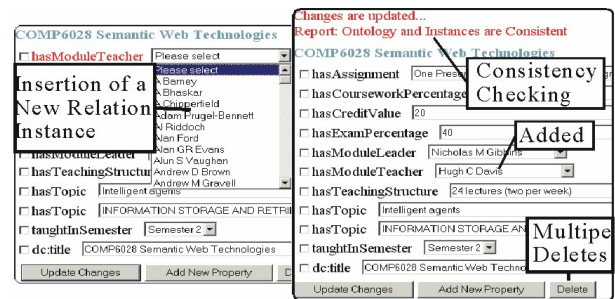 COMP6028 Semantic Web Technologies
hasModuleTeacher Please select
Please select
A Barney
A Bhaskar
A Chipperfield
Adam Prugel-Bennett
Al Riddoch
Alan Ford
Alan GR Evans
Alun S Vaughan
Andrew D Brown
Andrew M Gravell
Insertion of a
New Relation
Instance
hasModuleLeader
hasTeachingStructur
hasTopic Intelligent agents
hasTopic INFORMATION STORAGE AND RETRI
taughtInSemester Semester 2
dc:title COMP6028 Semantic Web Technologies
Update Changes Add New Property D
Changes are updated...
Report: Ontology and Instances are Consistent
COMP6028 Semantic Web Technologies
hasAssignment One Prese
hasCourseworkPercentage
hasCreditValue 20
hasExamPercentage 40
hasModuleLeader Nicholas M Gibbins
hasModuleTeacher Hugh C Davis
hasTeachingStructure 24 lectures (two per week)
hasTopic Intelligent agents
hasTopic INFORMATION STORAGE AN
taughtInSemester Semester 2
dc:title COMP6028 Semantic Web Techno
Update Changes Add New Property Delete
Consistency
Checking
Added
Multipe
Deletes